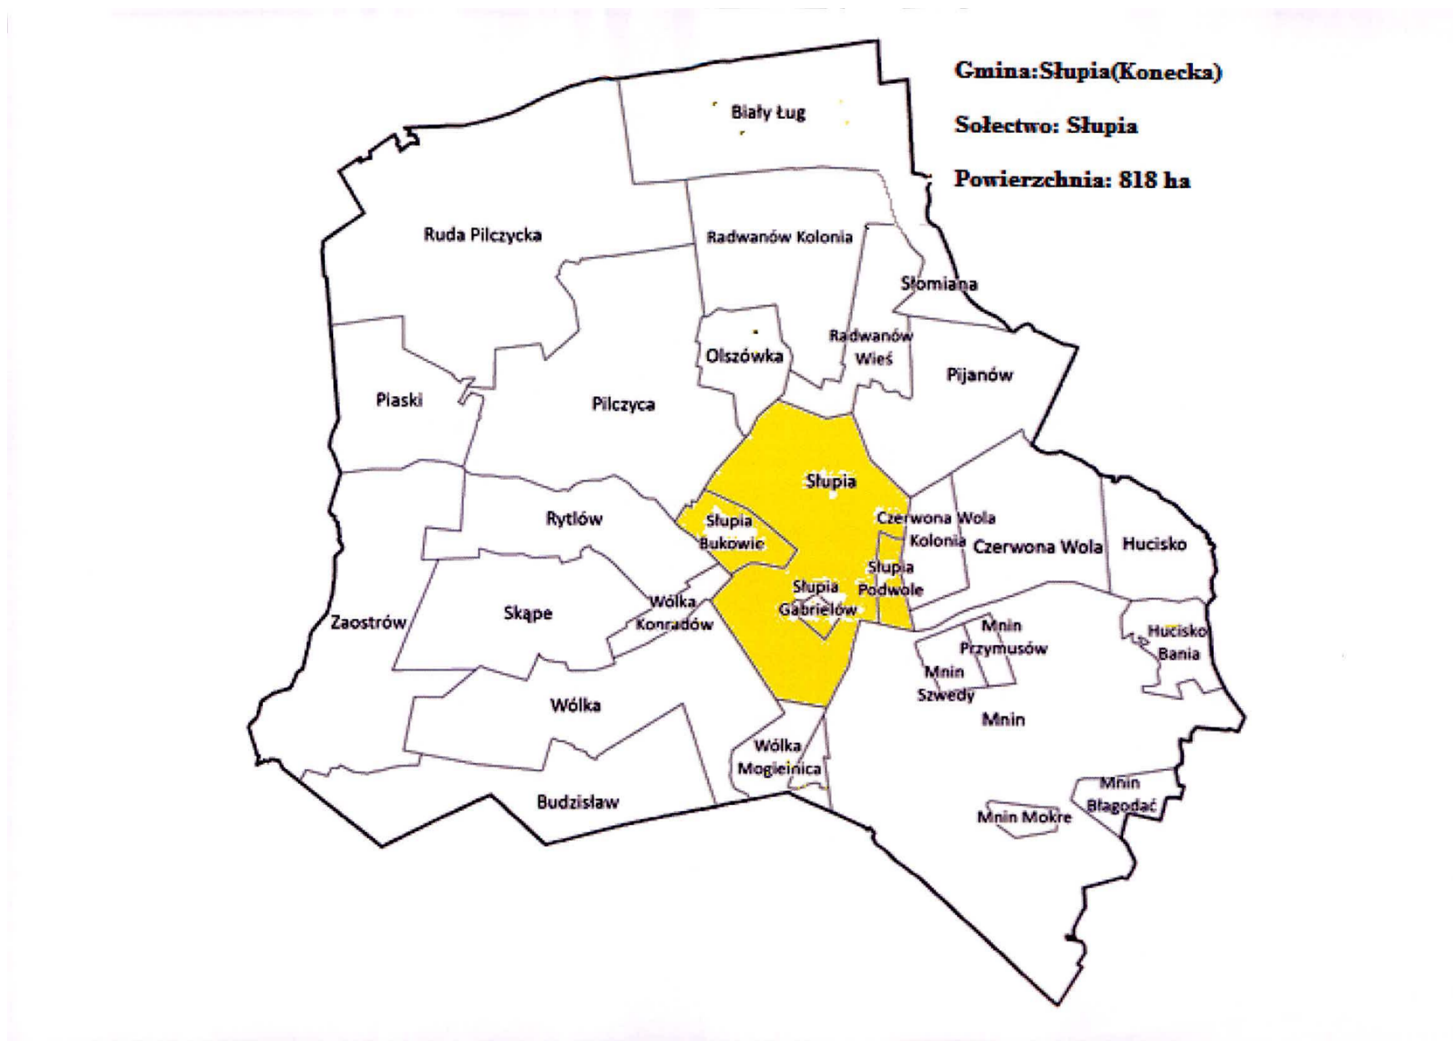 Gmina:Słupia(Konecka)
Sołectwo: Słupia
Powierzchnia: 818 ha
Biały Ług
Ruda Pilczycka
Radwanów Kolonia
Słomiana
Radwanów
Wieś
Olszówka
Pijanów
Piaski
Pilczyca
Słupia
Rytlów
Słupia
Bukowie
Czerwona Wola
Kolonia
Czerwona Wola
Hucisko
Słupia
Podwole
Słupia
Gabrielów
Zaostrów
Skąpe
Wólka
Konradów
Mnin
Przymusów
Hucisko
Bania
Mnin
Szwedy
Wólka
Mnin
Wólka
Mogielnica
Budzisław
Mnin
Błagodać
Mnin Mokre